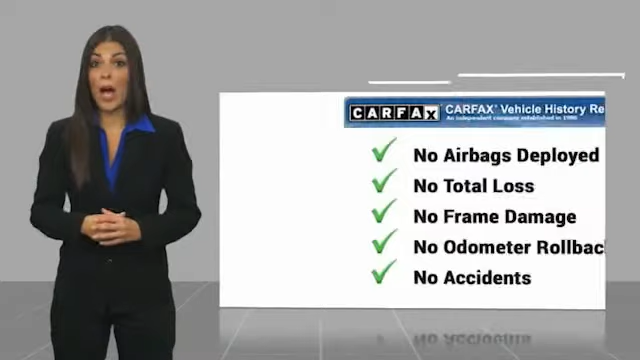 CARFAX CARFAX® Vehicle History Re
An independent company established in 1986
No Airbags Deployed
No Total Loss
No Frame Damage
No Odometer Rollbac
No Accidents